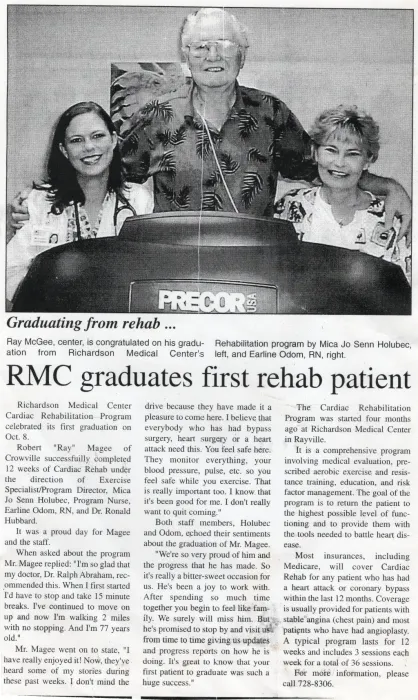 PRECOR USA
Graduating from rehab ...
Ray McGee, center, is congratulated on his gradu-
ation from Richardson Medical Center's
Rehabilitation program by Mica Jo Senn Holubec,
left, and Earline Odom, RN, right.
RMC graduates first rehab patient
Richardson Medical Center
Cardiac Rehabilitation Program
celebrated its first graduation on
Oct. 8.
Robert "Ray" Magee of
Crowville successfully completed
12 weeks of Cardiac Rehab under
the direction of Exercise
Specialist/Program Director, Mica
Jo Senn Holubec, Program Nurse,
Earline Odom, RN, and Dr. Ronald
Hubbard.
It was a proud day for Magee
and the staff.
When asked about the program
Mr. Magee replied: "I'm so glad that
my doctor, Dr. Ralph Abraham, rec-
ommended this. When I first started
I'd have to stop and take 15 minute
breaks. I've continued to move on
up and now I'm walking 2 miles
with no stopping. And I'm 77 years
old."
Mr. Magee went on to state, "I
have really enjoyed it! Now, they've
heard some of my stories during
these past weeks. I don't mind the
drive because they have made it a
pleasure to come here. I believe that
everybody who has had bypass
surgery, heart surgery or a heart
attack need this. You feel safe here.
They monitor everything, your
blood pressure, pulse, etc. so you
feel safe while you exercise. That
is really important too. I know that
it's been good for me. I don't really
want to quit coming."
Both staff members, Holubec
and Odom, echoed their sentiments
about the graduation of Mr. Magee.
"We're so very proud of him and
the progress that he has made. So
it's really a bitter-sweet occasion for
us. He's been a joy to work with.
After spending so much time
together you begin to feel like fam-
ily. We surely will miss him. But
he's promised to stop by and visit us
from time to time giving us updates
and progress reports on how he is
doing. It's great to know that your
first patient to graduate was such a
huge success."
The Cardiac Rehabilitation
Program was started four months
ago at Richardson Medical Center
in Rayville.
It is a comprehensive program
involving medical evaluation, pre-
scribed aerobic exercise and resis-
tance training, education, and risk
factor management. The goal of the
program is to return the patient to
the highest possible level of func-
tioning and to provide them with
the tools needed to battle heart dis-
ease.
Most insurances, including
Medicare, will cover Cardiac
Rehab for any patient who has had
a heart attack or coronary bypass
within the last 12 months. Coverage
is usually provided for patients with
stable angina (chest pain) and most
patients who have had angioplasty.
A typical program lasts for 12
weeks and includes 3 sessions each
week for a total of 36 sessions.
For more information, please
call 728-8306.